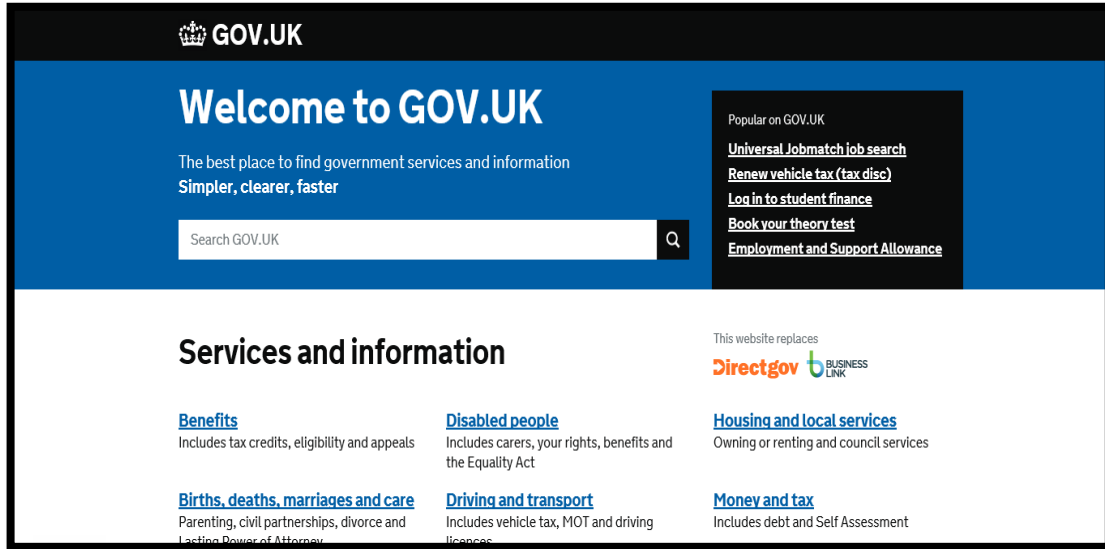 GOV.UK
Welcome to GOV.UK
The best place to find government services and information
Simpler, clearer, faster
Search GOV.UK
Popular on GOV.UK
Universal Jobmatch job search
Renew vehicle tax (tax disc)
Log in to student finance
Book your theory test
Employment and Support Allowance
Services and information
This website replaces
Directgov
BUSINESS
LINK
Benefits
Includes tax credits, eligibility and appeals
Disabled people
Includes carers, your rights, benefits and
the Equality Act
Housing and local services
Owning or renting and council services
Births, deaths, marriages and care
Parenting, civil partnerships, divorce and
Lasting Power of Attorney
Driving and transport
Includes vehicle tax, MOT and driving
licences
Money and tax
Includes debt and Self Assessment